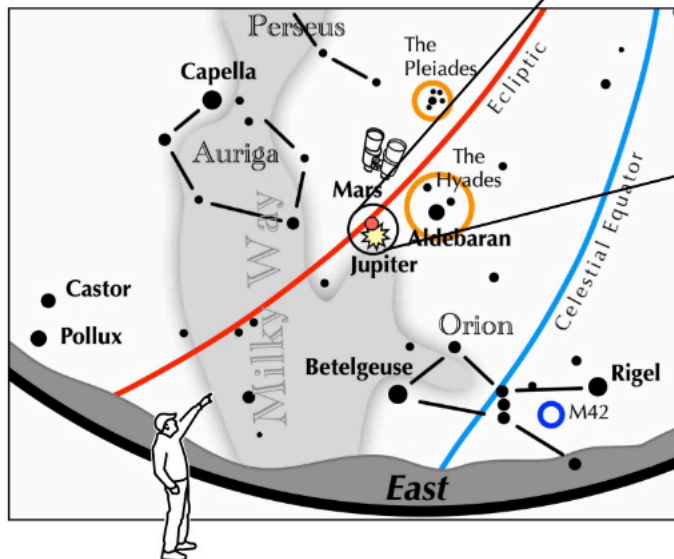 Perseus
The
Pleiades
Capella
Ecliptic
Auriga
The
Hyades
Mars
Aldebaran
Jupiter
Milky Way
Celestial Equator
Castor
Pollux
Orion
Betelgeuse
Rigel
M42
East